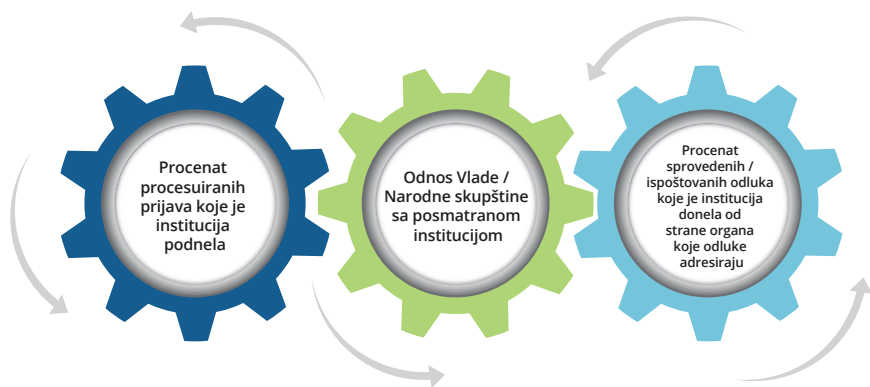 Procenat
procesuiranih
prijava koje je
institucija
podnela
Odnos Vlade /
Narodne skupštine
sa posmatranom
institucijom
Procenat
sprovedenih /
ispoštovanih odluka
koje je institucija
donela od
strane organa
koje odluke
adresiraju